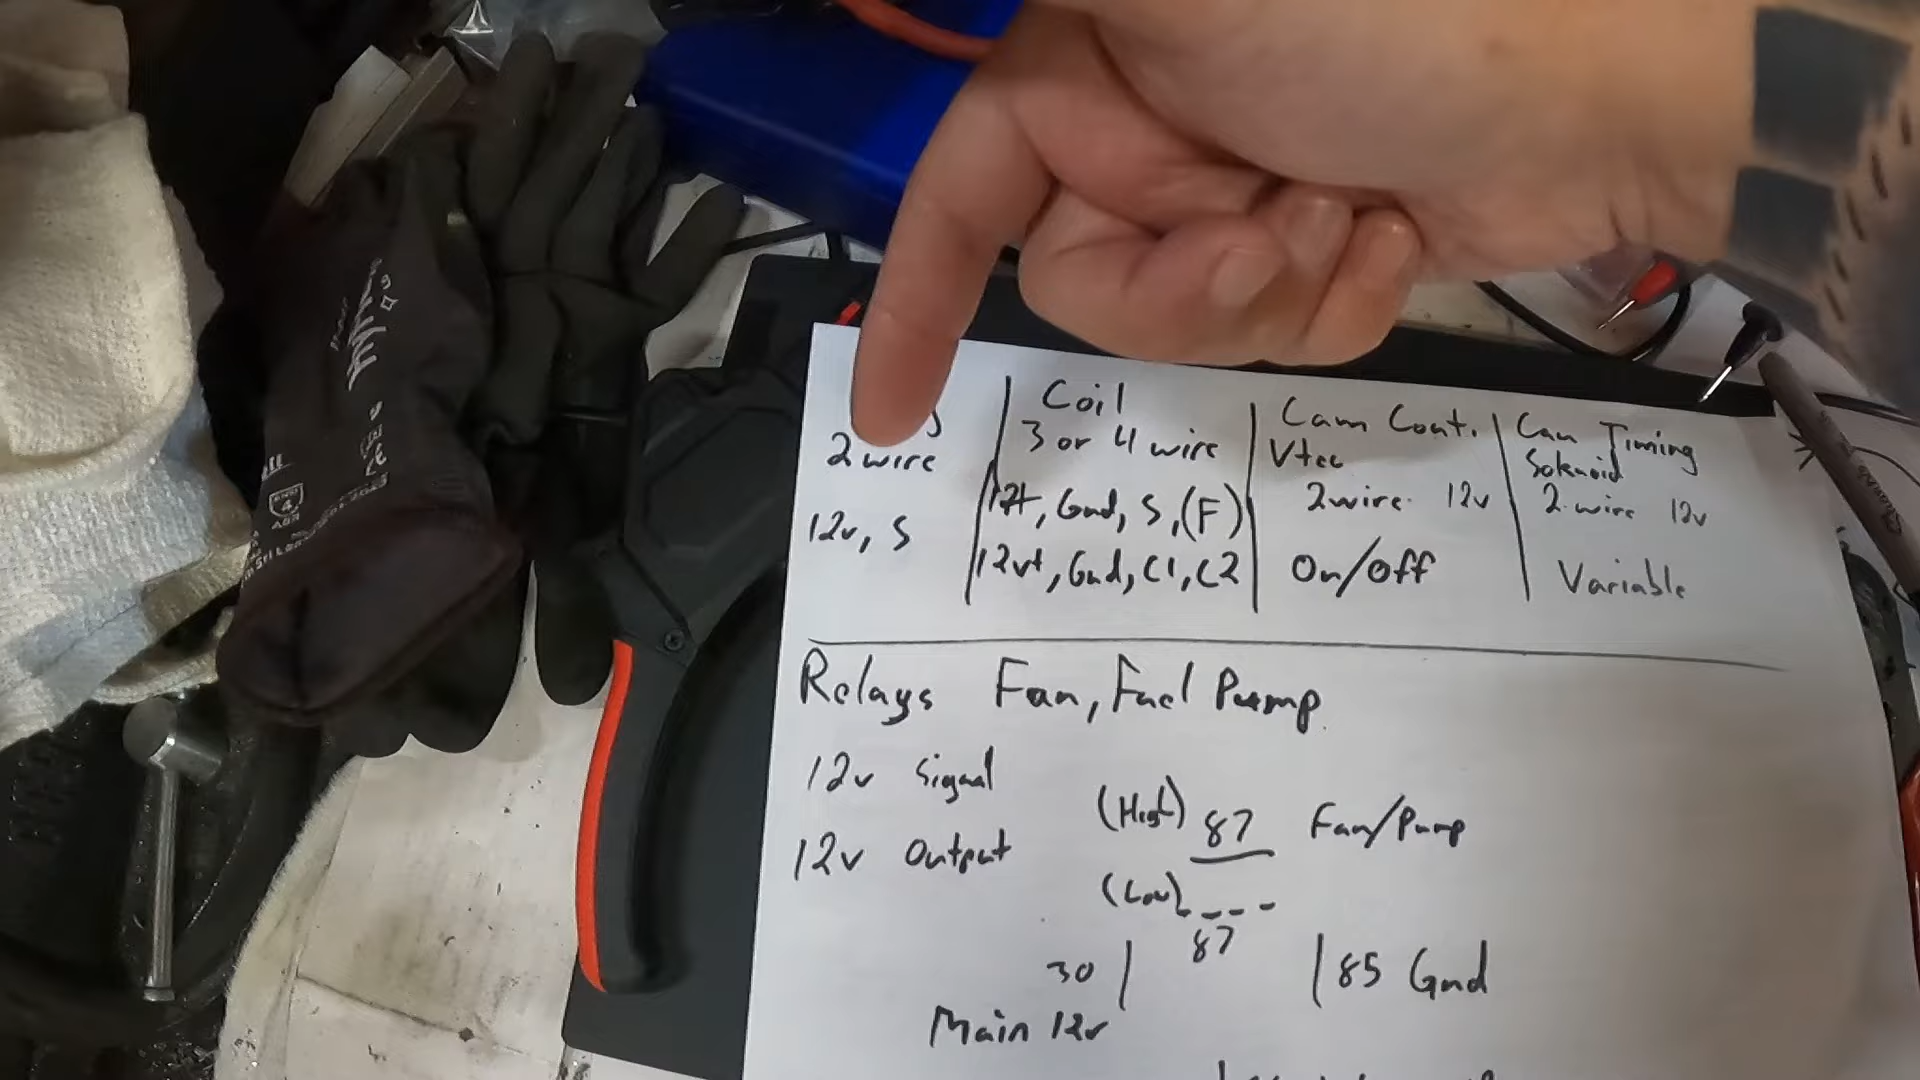 2 wire
12v, S
Coil
3 or 4 wire
12+, Gnd, S, (F)
12v+, Gnd, C1, C2
Cam Cont.
Vtec
2 wire. 12v
On/Off
Cam Timing
Solenoid
2 wire 12v
Variable
Relays Fan, Fuel Pump.
12v Signal
12v Output
(High) 87 Fan/Pump
(Low)
87
30
85 Gnd
Main 12v